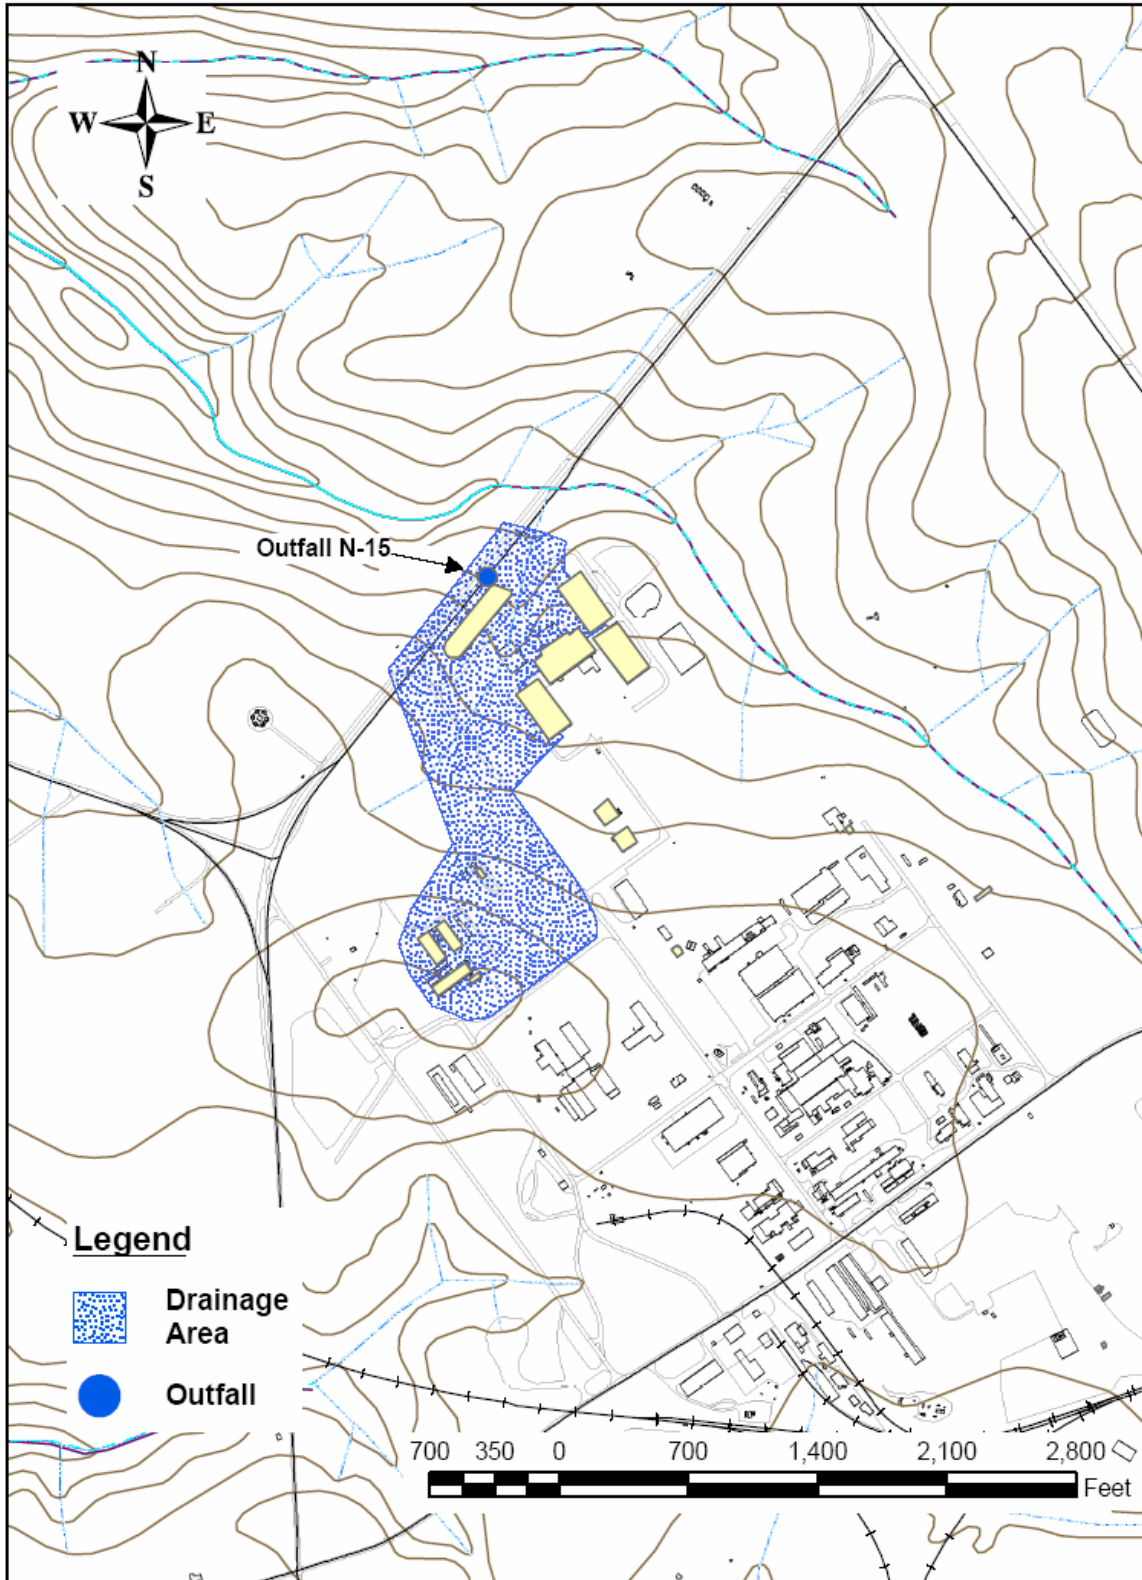 N
W E
S
Outfall N-15
Legend
Drainage
Area
Outfall
700 350 0 700 1,400 2,100 2,800
Feet